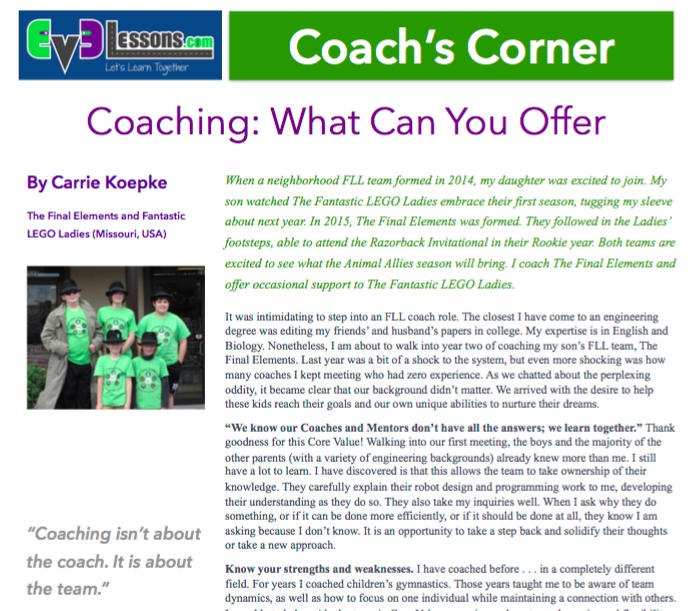 EV3Lessons.com
Let's Learn Together
Coach's Corner
Coaching: What Can You Offer
By Carrie Koepke
The Final Elements and Fantastic
LEGO Ladies (Missouri, USA)
"Coaching isn't about
the coach. It is about
the team."
When a neighborhood FLL team formed in 2014, my daughter was excited to join. My
son watched The Fantastic LEGO Ladies embrace their first season, tugging my sleeve
about next year. In 2015, The Final Elements was formed. They followed in the Ladies'
footsteps, able to attend the Razorback Invitational in their Rookie year. Both teams are
excited to see what the Animal Allies season will bring. I coach The Final Elements and
offer occasional support to The Fantastic LEGO Ladies.
It was intimidating to step into an FLL coach role. The closest I have come to an engineering
degree was editing my friends' and husband's papers in college. My expertise is in English and
Biology. Nonetheless, I am about to walk into year two of coaching my son's FLL team, The
Final Elements. Last year was a bit of a shock to the system, but even more shocking was how
many coaches I kept meeting who had zero experience. As we chatted about the perplexing
oddity, it became clear that our background didn't matter. We arrived with the desire to help
these kids reach their goals and our own unique abilities to nurture their dreams.
"We know our Coaches and Mentors don't have all the answers; we learn together." Thank
goodness for this Core Value! Walking into our first meeting, the boys and the majority of the
other parents (with a variety of engineering backgrounds) already knew more than me. I still
have a lot to learn. I have discovered is that this allows the team to take ownership of their
knowledge. They carefully explain their robot design and programming work to me, developing
their understanding as they do so. They also take my inquiries well. When I ask why they do
something, or if it can be done more efficiently, or if it should be done at all, they know I am
asking because I don't know. It is an opportunity to take a step back and solidify their thoughts
or take a new approach.
Know your strengths and weaknesses. I have coached before . . . in a completely different
field. For years I coached children's gymnastics. Those years taught me to be aware of team
dynamics, as well as how to focus on one individual while maintaining a connection with others.